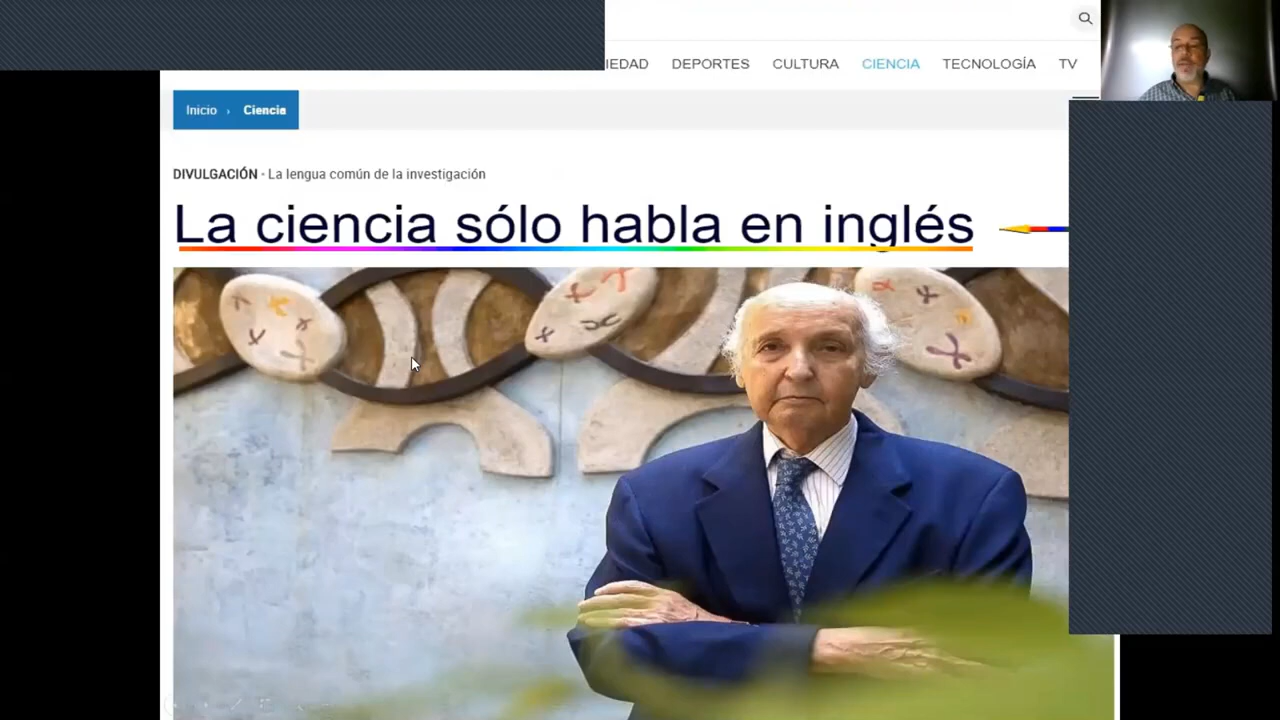 IEDAD DEPORTES CULTURA CIENCIA TECNOLOGÍA TV
Inicio › Ciencia
DIVULGACIÓN - La lengua común de la investigación
La ciencia sólo habla en inglés